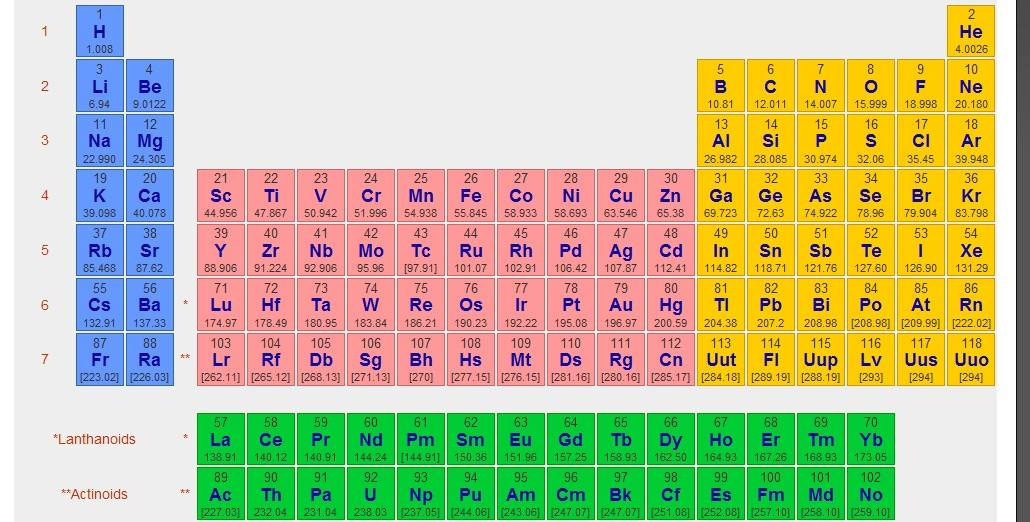 1 2
1 H He
1.008 4.0026
3 4 5 6 7 8 9 10
2 Li Be B C N O F Ne
6.94 9.0122 10.81 12.011 14.007 15.999 18.998 20.180
11 12 13 14 15 16 17 18
3 Na Mg Al Si P S Cl Ar
22.990 24.305 26.982 28.085 30.974 32.06 35.45 39.948
19 20 21 22 23 24 25 26 27 28 29 30 31 32 33 34 35 36
4 K Ca Sc Ti V Cr Mn Fe Co Ni Cu Zn Ga Ge As Se Br Kr
39.098 40.078 44.956 47.867 50.942 51.996 54.938 55.845 58.933 58.693 63.546 65.38 69.723 72.63 74.922 78.96 79.904 83.798
37 38 39 40 41 42 43 44 45 46 47 48 49 50 51 52 53 54
5 Rb Sr Y Zr Nb Mo Tc Ru Rh Pd Ag Cd In Sn Sb Te I Xe
85.468 87.62 88.906 91.224 92.906 95.96 [97.91] 101.07 102.91 106.42 107.87 112.41 114.82 118.71 121.76 127.60 126.90 131.29
55 56 71 72 73 74 75 76 77 78 79 80 81 82 83 84 85 86
6 Cs Ba * Lu Hf Ta W Re Os Ir Pt Au Hg Tl Pb Bi Po At Rn
132.91 137.33 174.97 178.49 180.95 183.84 186.21 190.23 192.22 195.08 196.97 200.59 204.38 207.2 208.98 [208.98] [209.99] [222.02]
87 88 103 104 105 106 107 108 109 110 111 112 113 114 115 116 117 118
7 Fr Ra ** Lr Rf Db Sg Bh Hs Mt Ds Rg Cn Uut Fl Uup Lv Uus Uuo
[223.02] [226.03] [262.11] [265.12] [268.13] [271.13] [270] [277.15] [276.15] [281.16] [280.16] [285.17] [284.18] [289.19] [288.19] [293] [294] [294]
57 58 59 60 61 62 63 64 65 66 67 68 69 70
*Lanthanoids * La Ce Pr Nd Pm Sm Eu Gd Tb Dy Ho Er Tm Yb
138.91 140.12 140.91 144.24 [144.91] 150.36 151.96 157.25 158.93 162.50 164.93 167.26 168.93 173.05
89 90 91 92 93 94 95 96 97 98 99 100 101 102
**Actinoids ** Ac Th Pa U Np Pu Am Cm Bk Cf Es Fm Md No
[227.03] 232.04 231.04 238.03 [237.05] [244.06] [243.06] [247.07] [247.07] [251.08] [252.08] [257.10] [258.10] [259.10]